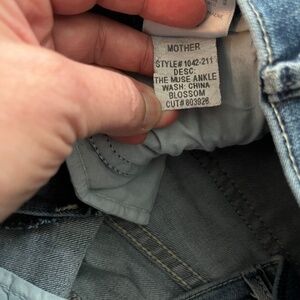 MOTHER
STYLE# 1042-211
DESC:
THE MUSE ANKLE
WASH: CHINA
BLOSSOM
CUT# 803926